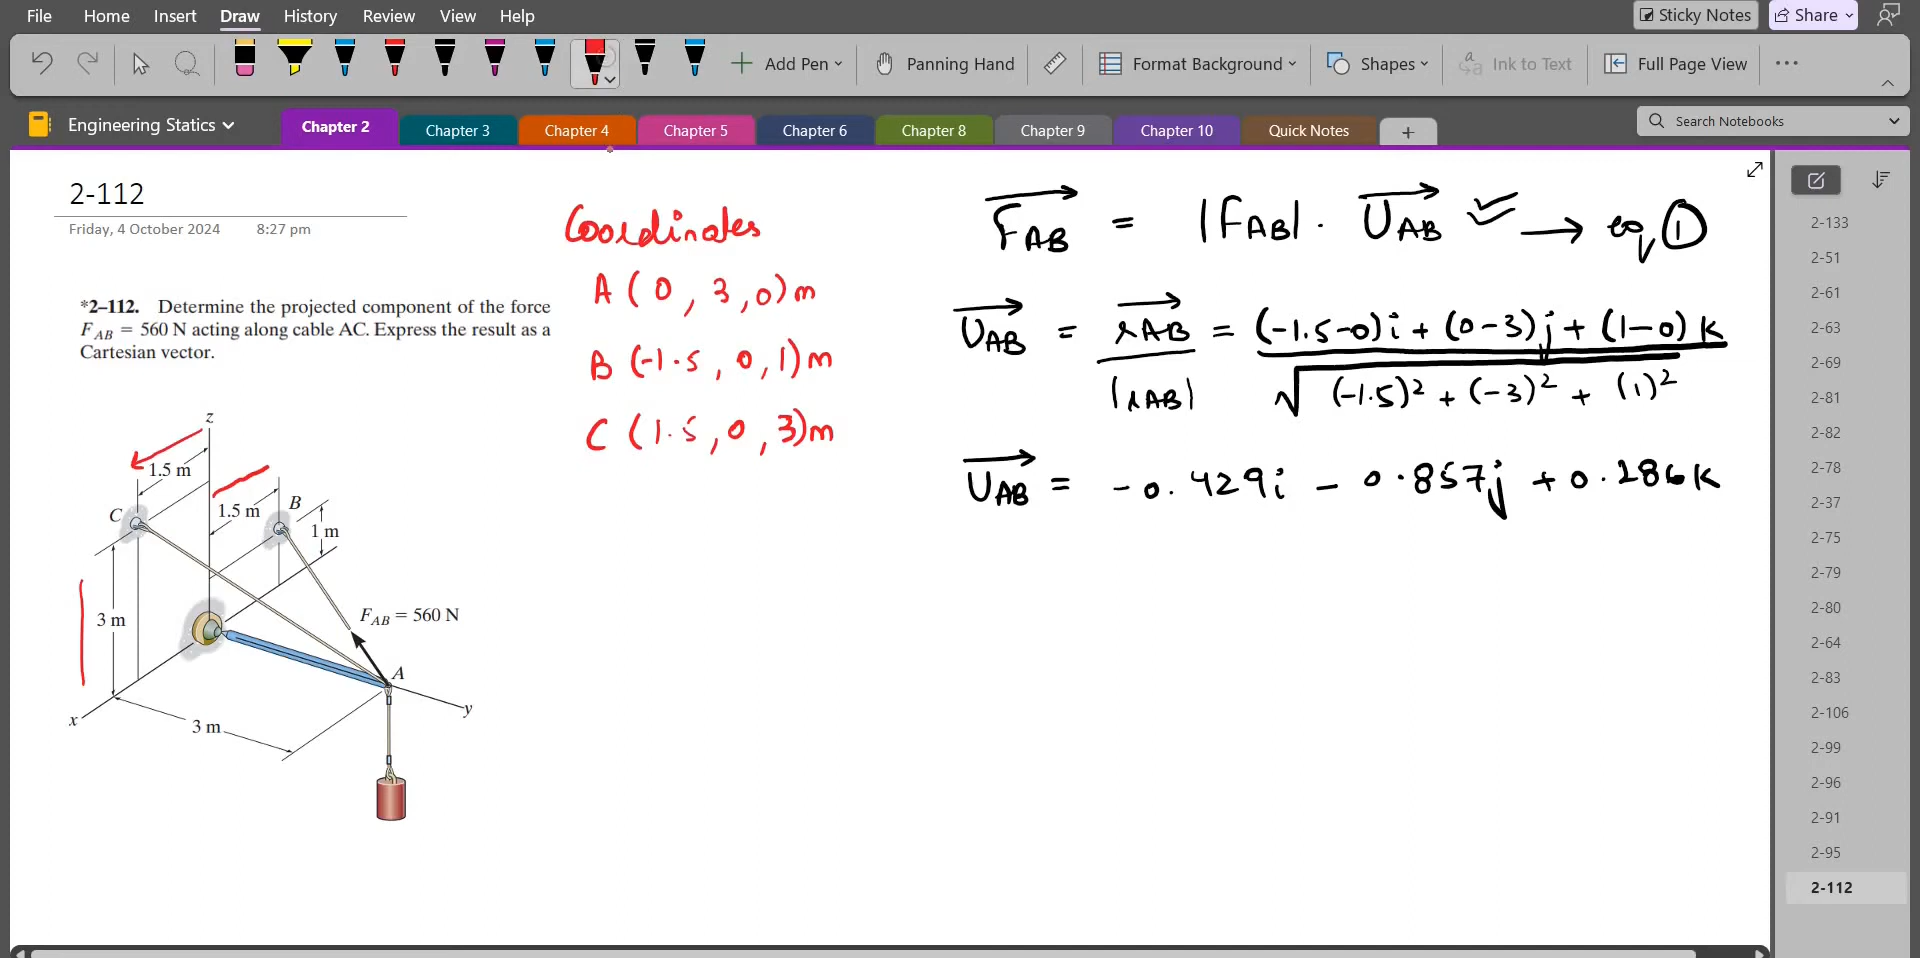 File Home Insert Draw History Review View Help Sticky Notes Share
Add Pen Panning Hand Format Background Shapes Ink to Text Full Page View
Engineering Statics Chapter 2 Chapter 3 Chapter 4 Chapter 5 Chapter 6 Chapter 8 Chapter 9 Chapter 10 Quick Notes + Search Notebooks
2-112
Friday, 4 October 2024 8:27 pm
*2–112. Determine the projected component of the force
F_AB = 560 N acting along cable AC. Express the result as a
Cartesian vector.
z
1.5 m
C
1.5 m
B
1 m
3 m
F_AB = 560 N
A
x
y
3 m
Coordinates
A (0, 3, 0) m
B (-1.5, 0, 1) m
C (1.5, 0, 3) m
F_AB = |F_AB| . U_AB → eq 1
U_AB = r_AB / |r_AB| = (-1.5-0)i + (0-3)j + (1-0)k / √(-1.5)² + (-3)² + (1)²
U_AB = -0.429i - 0.857j + 0.286k
2-133
2-51
2-61
2-63
2-69
2-81
2-82
2-78
2-37
2-75
2-79
2-80
2-64
2-83
2-106
2-99
2-96
2-91
2-95
2-112